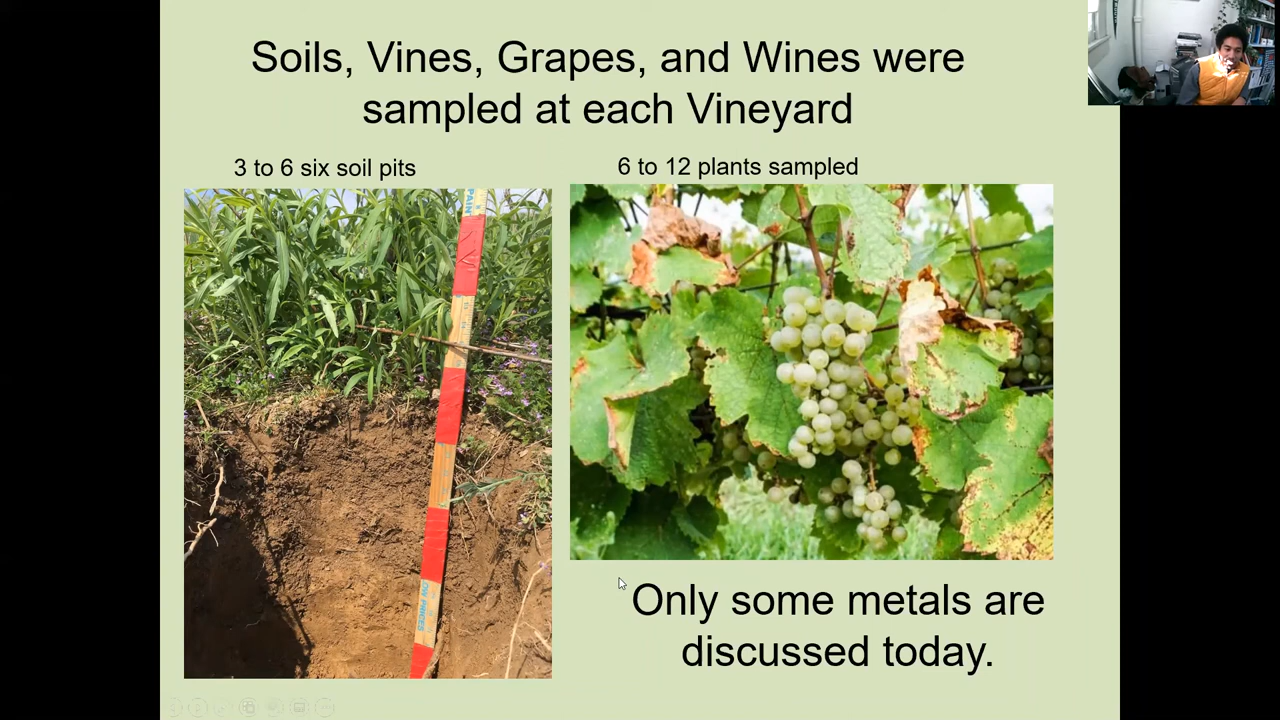 Soils, Vines, Grapes, and Wines were
sampled at each Vineyard
3 to 6 six soil pits
6 to 12 plants sampled
Only some metals are
discussed today.